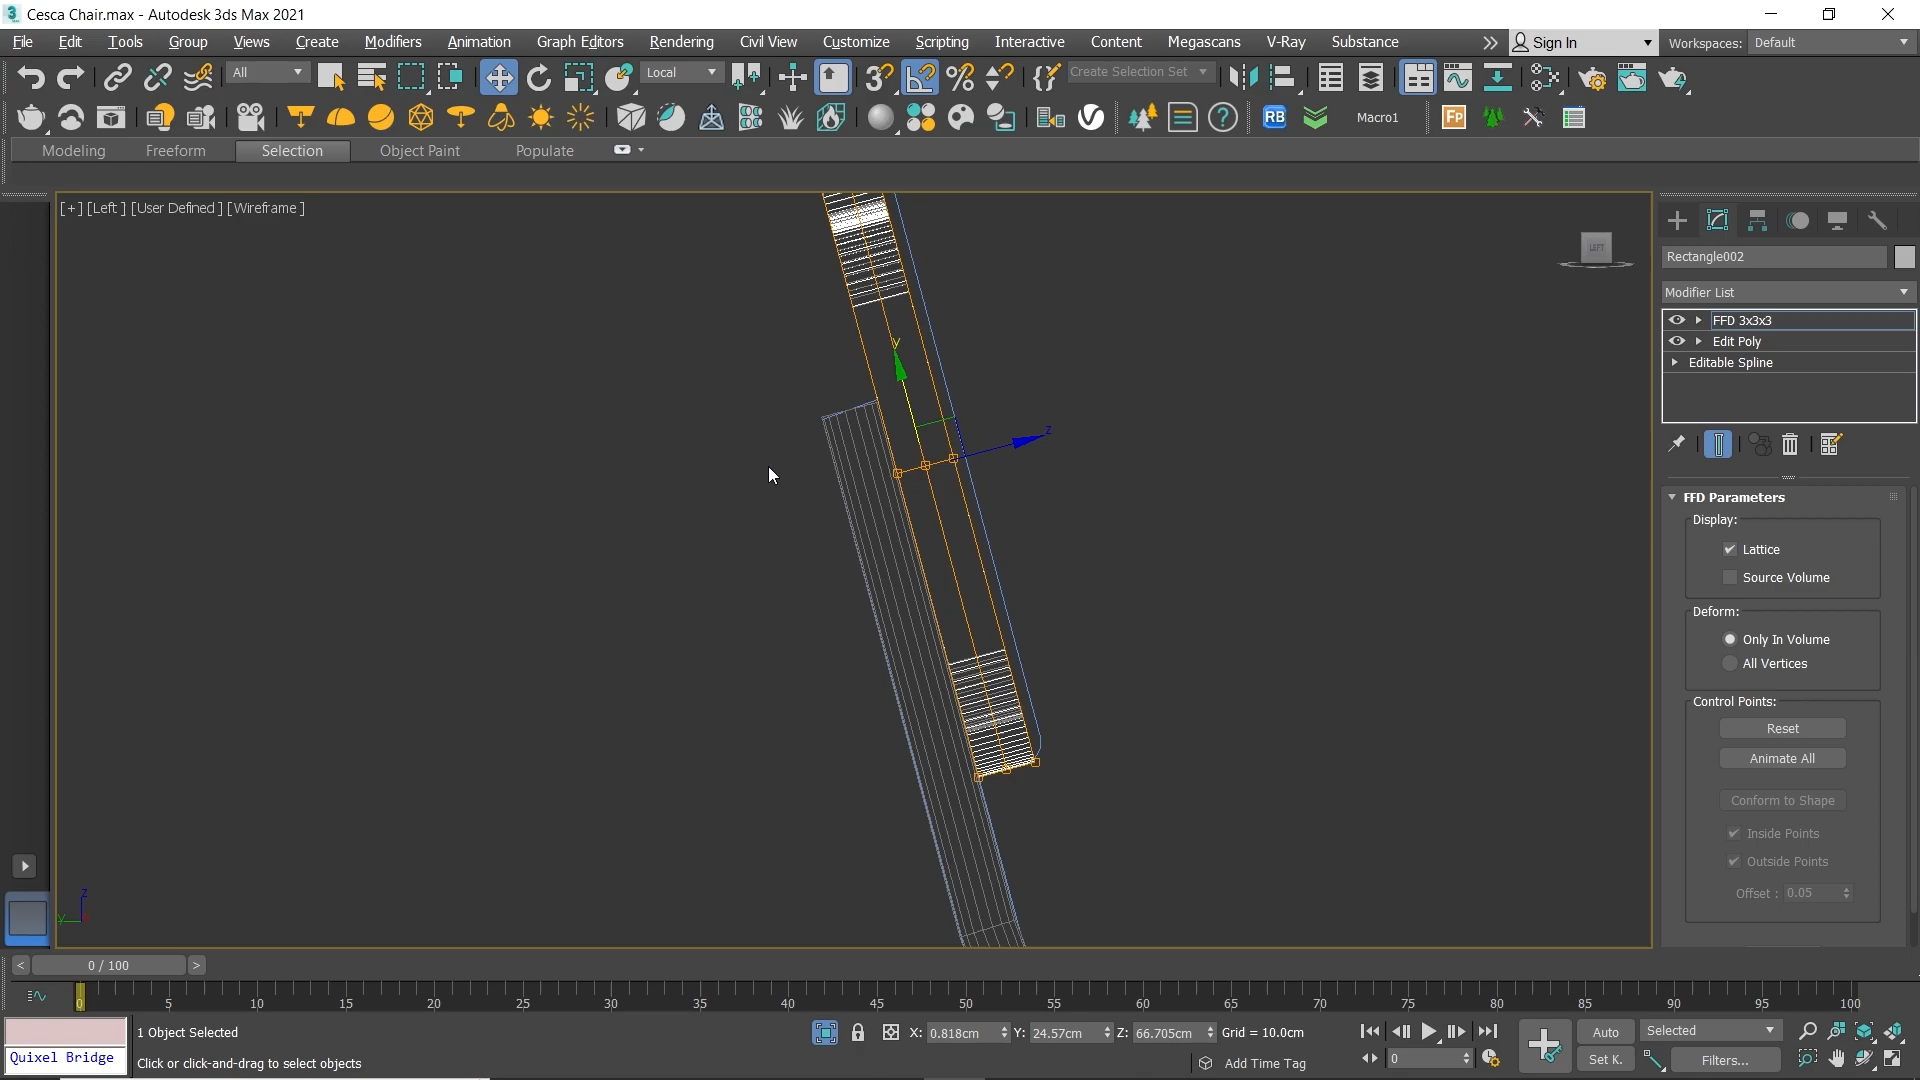 Cesca Chair.max - Autodesk 3ds Max 2021
File Edit Tools Group Views Create Modifiers Animation Graph Editors Rendering Civil View Customize Scripting Interactive Content Megascans V-Ray Substance Sign In Workspaces: Default
All Local Create Selection Set
RB Macro1 FP
Modeling Freeform Selection Object Paint Populate
[+] [Left ] [User Defined ] [Wireframe ]
LEFT
Rectangle002
Modifier List
FFD 3x3x3
Edit Poly
Editable Spline
y
z
FFD Parameters
Display:
Lattice
Source Volume
Deform:
Only In Volume
All Vertices
Control Points:
Reset
Animate All
Conform to Shape
Inside Points
Outside Points
Offset : 0.05
z
y x
< 0 / 100 >
0 5 10 15 20 25 30 35 40 45 50 55 60 65 70 75 80 85 90 95 100
1 Object Selected X: 0.818cm Y: 24.57cm Z: 66.705cm Grid = 10.0cm Auto Selected
Quixel Bridge Click or click-and-drag to select objects Add Time Tag 0 Set K. Filters...